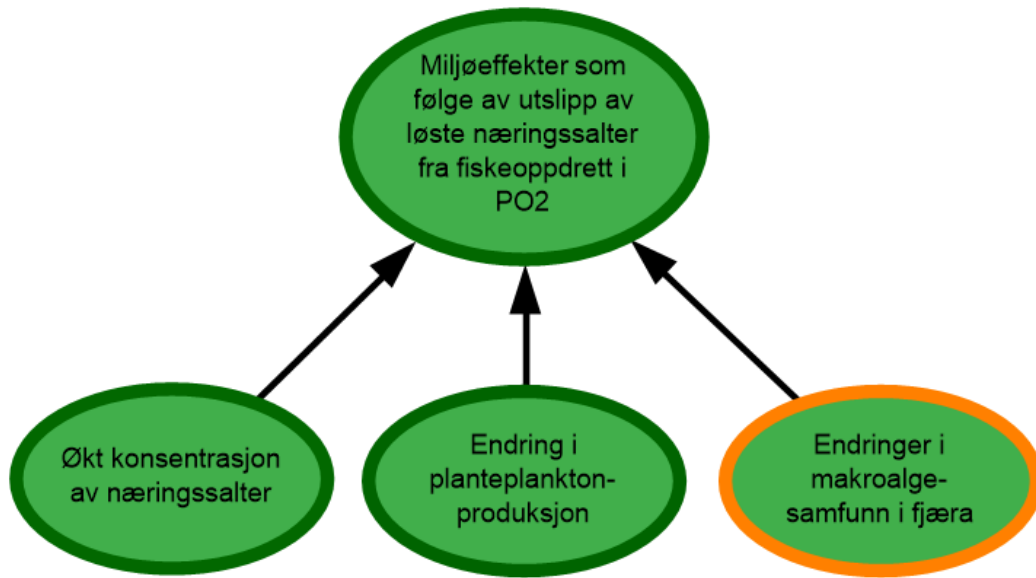 Miljøeffekter som
følge av utslipp av
løste næringssalter
fra fiskeoppdrett i
PO2
Økt konsentrasjon
av næringssalter
Endring i
planteplankton-
produksjon
Endringer i
makroalge-
samfunn i fjæra